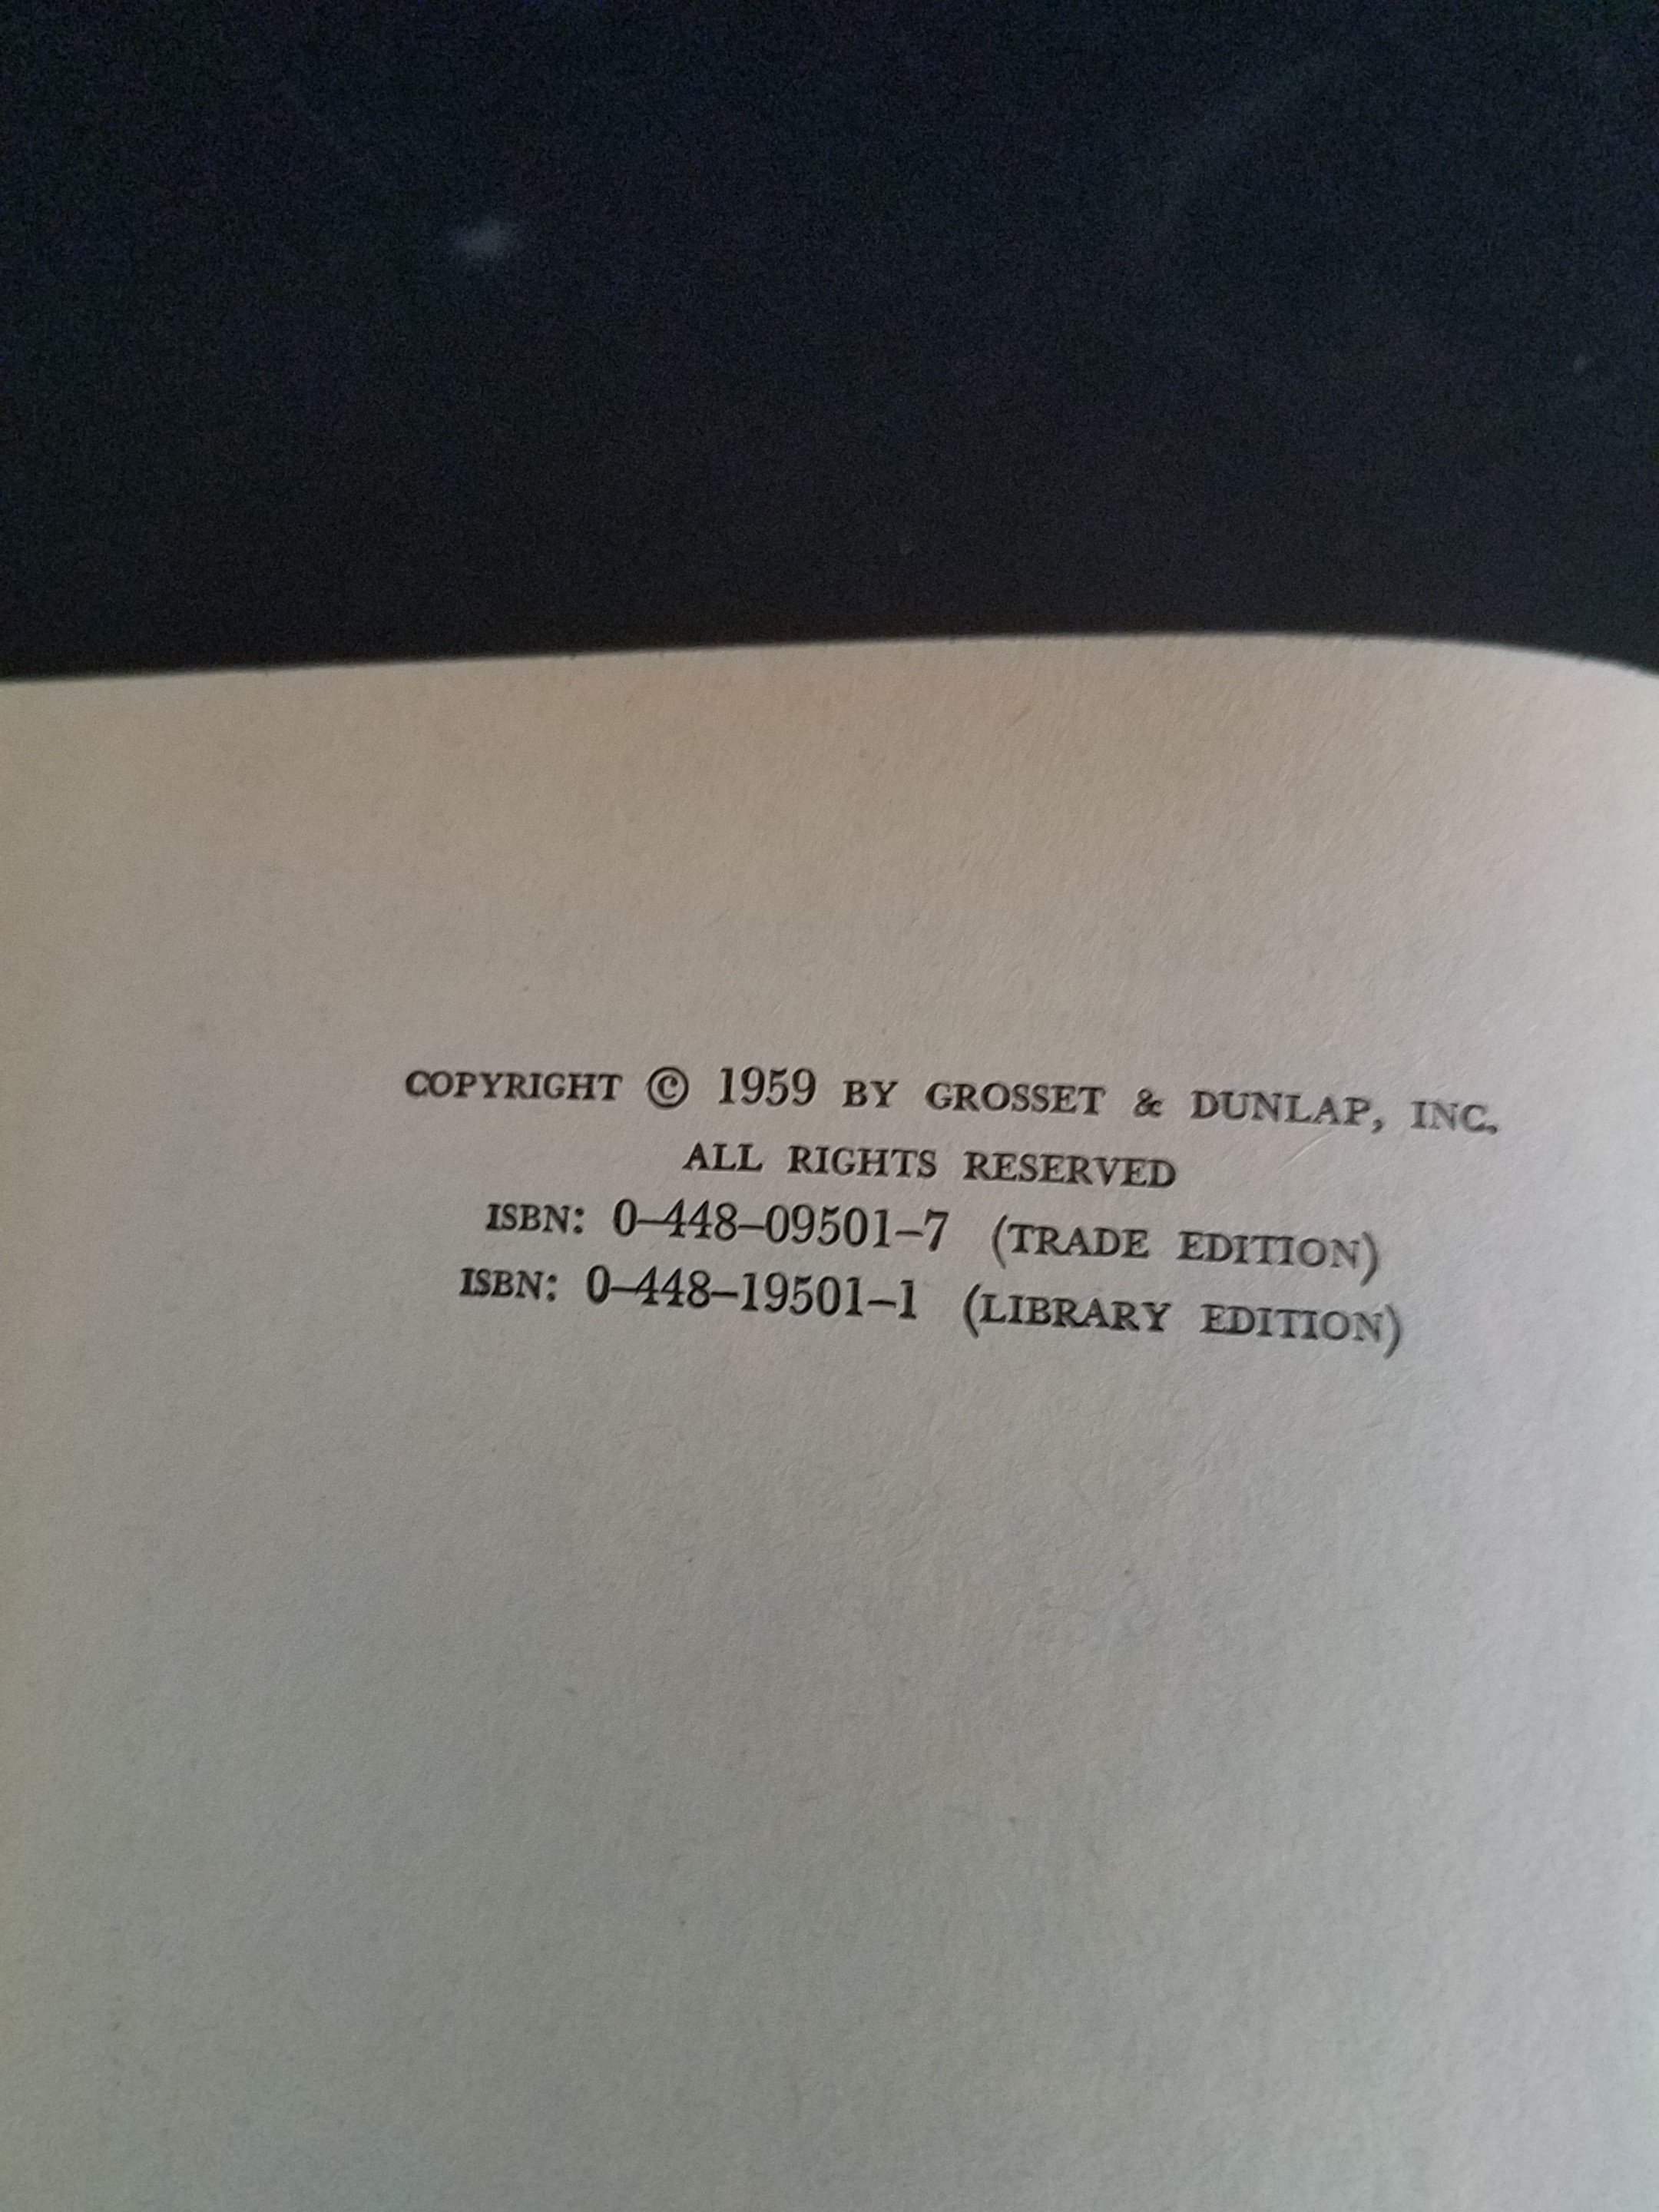 COPYRIGHT © 1959 BY GROSSET & DUNLAP, INC.
ALL RIGHTS RESERVED
ISBN: 0–448–09501–7 (TRADE EDITION)
ISBN: 0–448–19501–1 (LIBRARY EDITION)